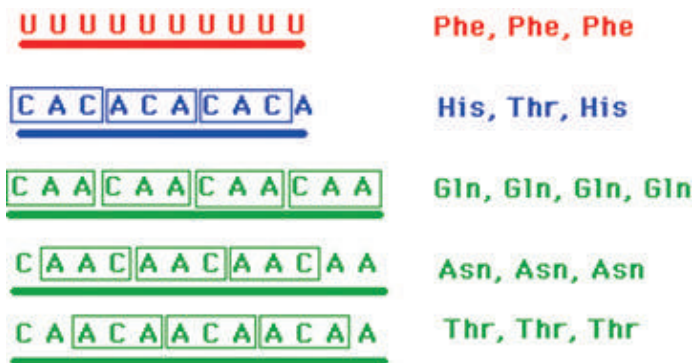 U U U U U U U U U U Phe, Phe, Phe
C A C A C A C A C A His, Thr, His
C A A C A A C A A C A A Gln, Gln, Gln, Gln
C A A C A A C A A C A A Asn, Asn, Asn
C A A C A A C A A C A A Thr, Thr, Thr